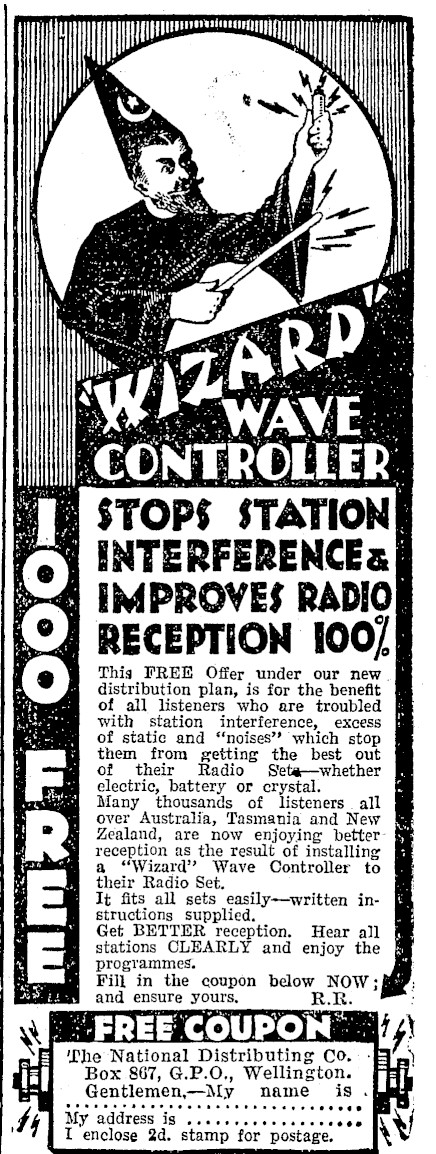 "WIZARD"
WAVE
CONTROLLER
1000 FREE
STOPS STATION
INTERFERENCE &
IMPROVES RADIO
RECEPTION 100%
This FREE Offer under our new
distribution plan, is for the benefit
of all listeners who are troubled
with station interference, excess
of static and "noises" which stop
them from getting the best out
of their Radio Sets—whether
electric, battery or crystal.
Many thousands of listeners all
over Australia, Tasmania and New
Zealand, are now enjoying better
reception as the result of installing
a "Wizard" Wave Controller to
their Radio Set.
It fits all sets easily—written in-
structions supplied.
Get BETTER reception. Hear all
stations CLEARLY and enjoy the
programmes.
Fill in the coupon below NOW;
and ensure yours. R.R.
FREE COUPON
The National Distributing Co.
Box 867, G.P.O., Wellington.
Gentlemen,—My name is .
..............................
My address is ..................
I enclose 2d. stamp for postage.